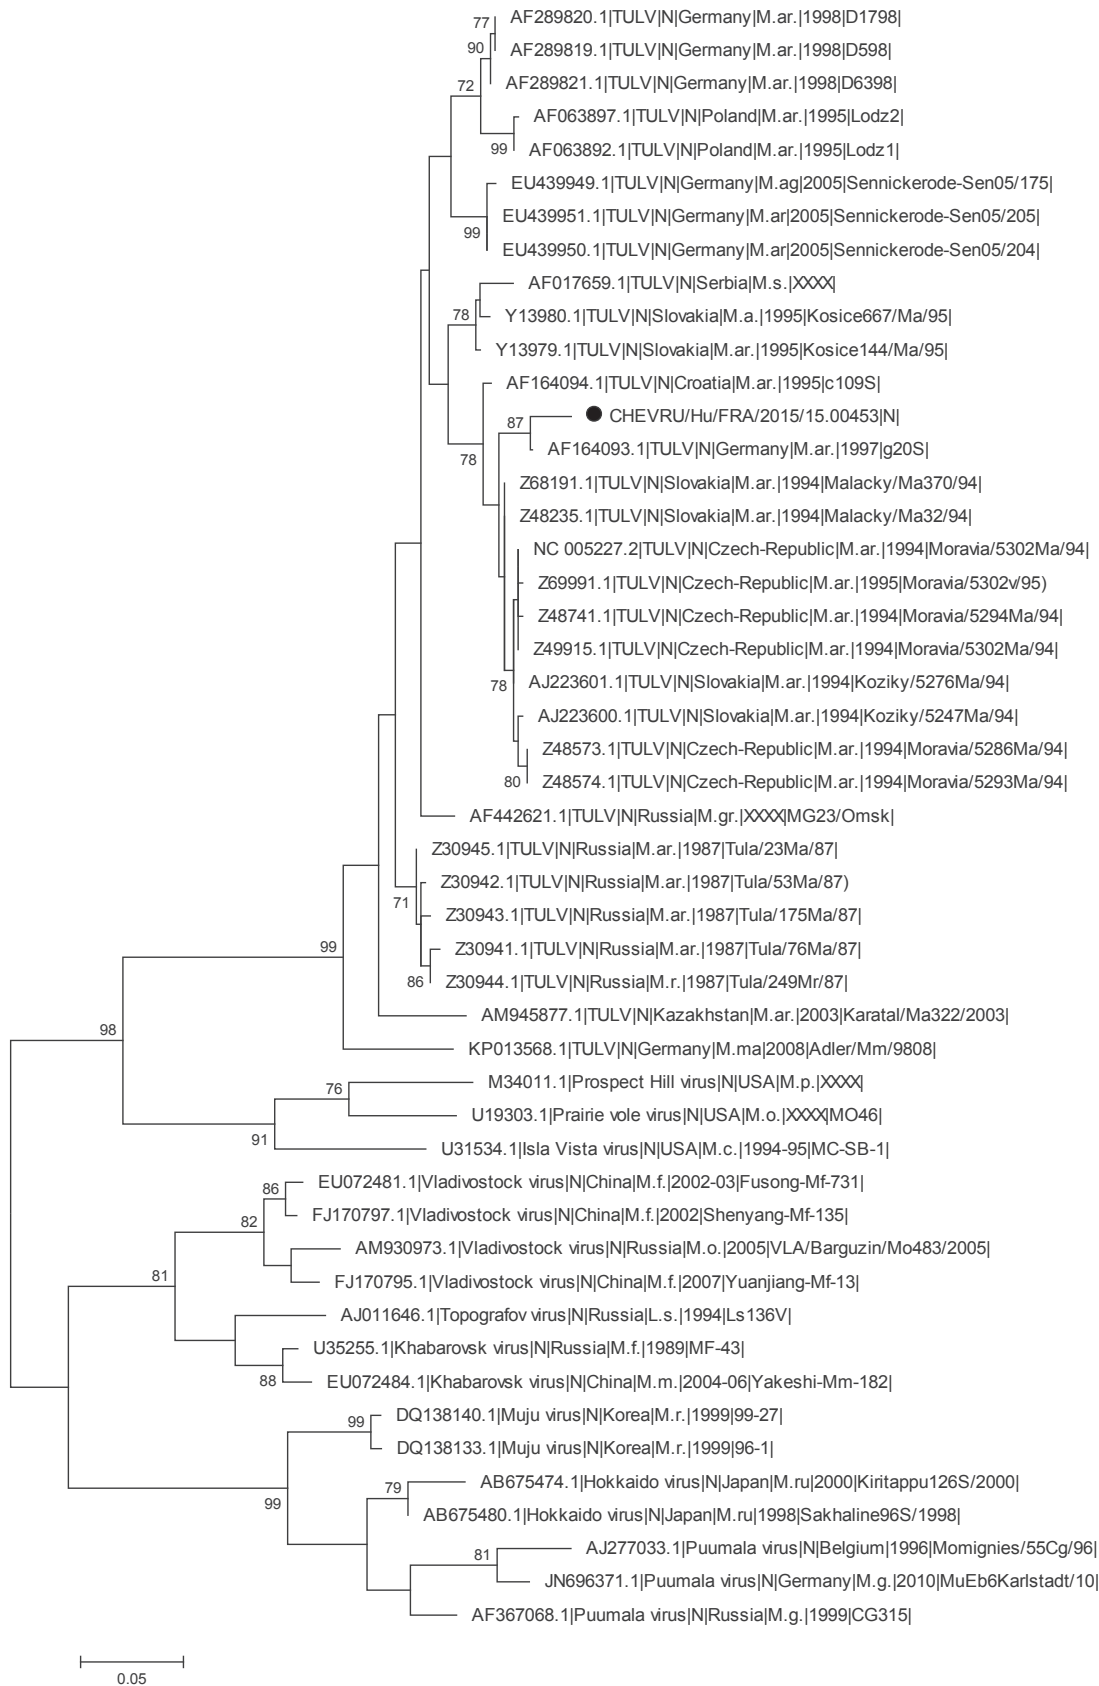 77
AF289820.1|TULV|N|Germany|M.ar.|1998|D1798|
90
AF289819.1|TULV|N|Germany|M.ar.|1998|D598|
72
AF289821.1|TULV|N|Germany|M.ar.|1998|D6398|
AF063897.1|TULV|N|Poland|M.ar.|1995|Lodz2|
99
AF063892.1|TULV|N|Poland|M.ar.|1995|Lodz1|
EU439949.1|TULV|N|Germany|M.ag|2005|Sennickerode-Sen05/175|
EU439951.1|TULV|N|Germany|M.ar|2005|Sennickerode-Sen05/205|
99
EU439950.1|TULV|N|Germany|M.ar|2005|Sennickerode-Sen05/204|
AF017659.1|TULV|N|Serbia|M.s.|XXXX|
78
Y13980.1|TULV|N|Slovakia|M.a.|1995|Kosice667/Ma/95|
Y13979.1|TULV|N|Slovakia|M.ar.|1995|Kosice144/Ma/95|
AF164094.1|TULV|N|Croatia|M.ar.|1995|c109S|
87
CHEVRU/Hu/FRA/2015/15.00453|N|
78
AF164093.1|TULV|N|Germany|M.ar.|1997|g20S|
Z68191.1|TULV|N|Slovakia|M.ar.|1994|Malacky/Ma370/94|
Z48235.1|TULV|N|Slovakia|M.ar.|1994|Malacky/Ma32/94|
NC 005227.2|TULV|N|Czech-Republic|M.ar.|1994|Moravia/5302Ma/94|
Z69991.1|TULV|N|Czech-Republic|M.ar.|1995|Moravia/5302v/95)
Z48741.1|TULV|N|Czech-Republic|M.ar.|1994|Moravia/5294Ma/94|
Z49915.1|TULV|N|Czech-Republic|M.ar.|1994|Moravia/5302Ma/94|
78
AJ223601.1|TULV|N|Slovakia|M.ar.|1994|Koziky/5276Ma/94|
AJ223600.1|TULV|N|Slovakia|M.ar.|1994|Koziky/5247Ma/94|
Z48573.1|TULV|N|Czech-Republic|M.ar.|1994|Moravia/5286Ma/94|
80
Z48574.1|TULV|N|Czech-Republic|M.ar.|1994|Moravia/5293Ma/94|
AF442621.1|TULV|N|Russia|M.gr.|XXXX|MG23/Omsk|
Z30945.1|TULV|N|Russia|M.ar.|1987|Tula/23Ma/87|
Z30942.1|TULV|N|Russia|M.ar.|1987|Tula/53Ma/87)
71
Z30943.1|TULV|N|Russia|M.ar.|1987|Tula/175Ma/87|
99
Z30941.1|TULV|N|Russia|M.ar.|1987|Tula/76Ma/87|
86
Z30944.1|TULV|N|Russia|M.r.|1987|Tula/249Mr/87|
98
AM945877.1|TULV|N|Kazakhstan|M.ar.|2003|Karatal/Ma322/2003|
KP013568.1|TULV|N|Germany|M.ma|2008|Adler/Mm/9808|
76
M34011.1|Prospect Hill virus|N|USA|M.p.|XXXX|
U19303.1|Prairie vole virus|N|USA|M.o.|XXXX|MO46|
91
U31534.1|Isla Vista virus|N|USA|M.c.|1994-95|MC-SB-1|
86
EU072481.1|Vladivostock virus|N|China|M.f.|2002-03|Fusong-Mf-731|
82
FJ170797.1|Vladivostock virus|N|China|M.f.|2002|Shenyang-Mf-135|
AM930973.1|Vladivostock virus|N|Russia|M.o.|2005|VLA/Barguzin/Mo483/2005|
81
FJ170795.1|Vladivostock virus|N|China|M.f.|2007|Yuanjiang-Mf-13|
AJ011646.1|Topografov virus|N|Russia|L.s.|1994|Ls136V|
U35255.1|Khabarovsk virus|N|Russia|M.f.|1989|MF-43|
88
EU072484.1|Khabarovsk virus|N|China|M.m.|2004-06|Yakeshi-Mm-182|
99
DQ138140.1|Muju virus|N|Korea|M.r.|1999|99-27|
DQ138133.1|Muju virus|N|Korea|M.r.|1999|96-1|
79
AB675474.1|Hokkaido virus|N|Japan|M.ru|2000|Kiritappu126S/2000|
99
AB675480.1|Hokkaido virus|N|Japan|M.ru|1998|Sakhaline96S/1998|
81
AJ277033.1|Puumala virus|N|Belgium|1996|Momignies/55Cg/96|
JN696371.1|Puumala virus|N|Germany|M.g.|2010|MuEb6Karlstadt/10|
AF367068.1|Puumala virus|N|Russia|M.g.|1999|CG315|
0.05